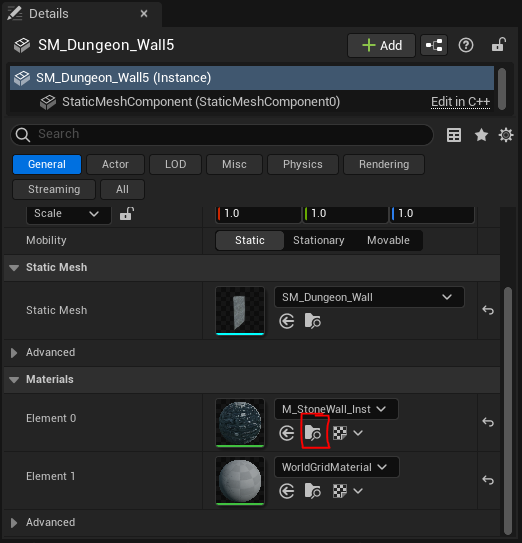 Details
SM_Dungeon_Wall5
Add
SM_Dungeon_Wall5 (Instance)
StaticMeshComponent (StaticMeshComponent0)
Edit in C++
Search
General
Actor
LOD
Misc
Physics
Rendering
Streaming
All
Scale
1.0
1.0
1.0
Mobility
Static
Stationary
Movable
Static Mesh
Static Mesh
SM_Dungeon_Wall
Advanced
Materials
Element 0
M_StoneWall_Inst
Element 1
WorldGridMaterial
Advanced